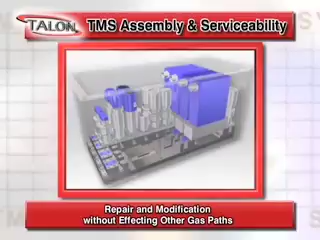 TALON
TMS Assembly & Serviceability
Repair and Modification
without Effecting Other Gas Paths